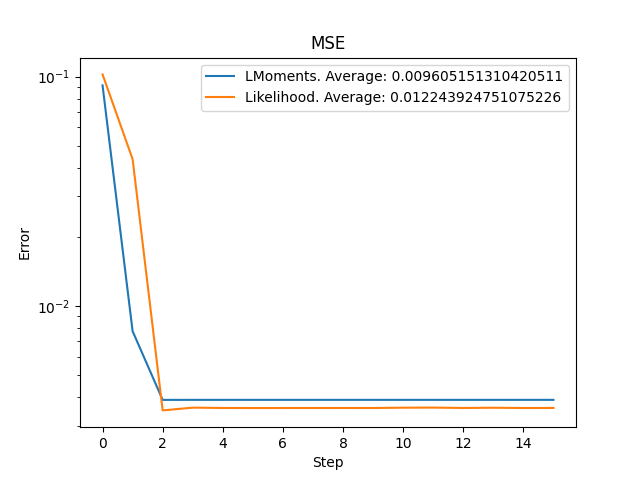 MSE
LMoments. Average: 0.009605151310420511
Likelihood. Average: 0.012243924751075226
10⁻¹
10⁻²
Error
0 2 4 6 8 10 12 14
Step